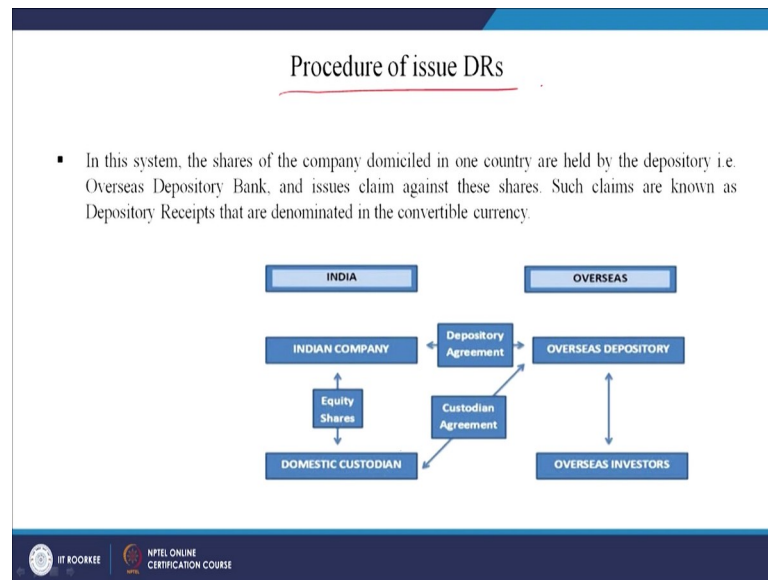 Procedure of issue DRs
▪ In this system, the shares of the company domiciled in one country are held by the depository i.e.
Overseas Depository Bank, and issues claim against these shares. Such claims are known as
Depository Receipts that are denominated in the convertible currency.
INDIA
OVERSEAS
INDIAN COMPANY
Depository
Agreement
OVERSEAS DEPOSITORY
Equity
Shares
Custodian
Agreement
DOMESTIC CUSTODIAN
OVERSEAS INVESTORS
IIT ROORKEE
NPTEL ONLINE
CERTIFICATION COURSE
NPTEL